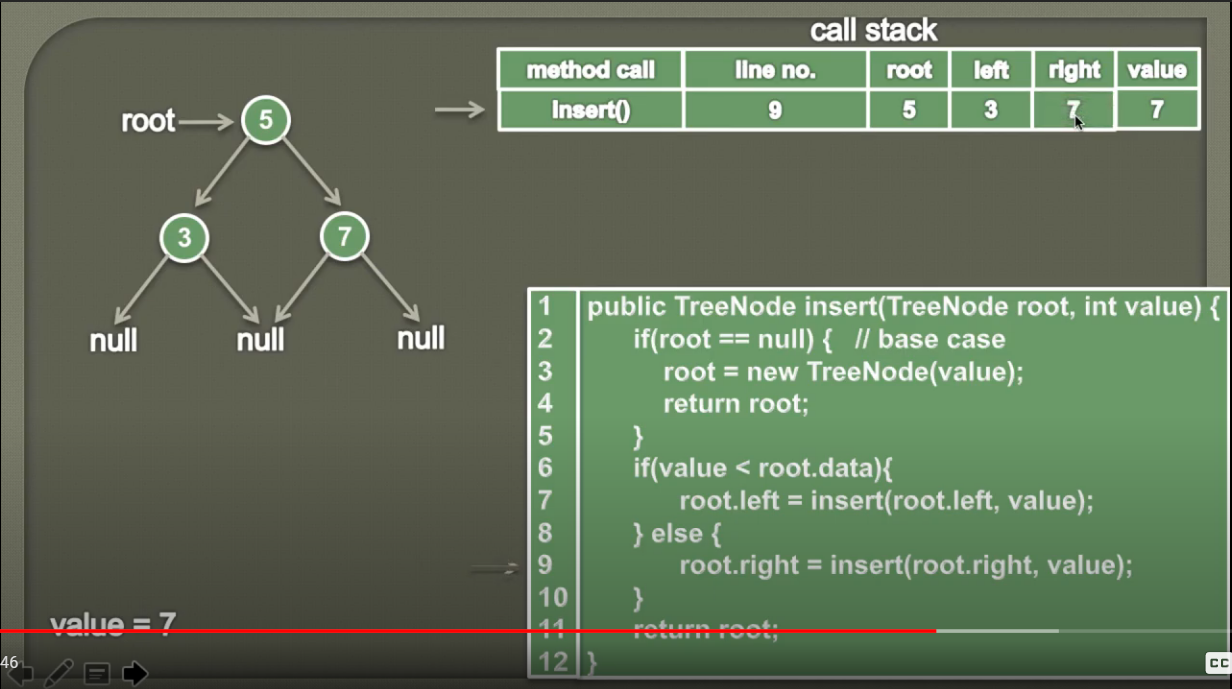 call stack
method call line no. root left right value
insert() 9 5 3 7 7
root 5
3 7
null null null
1 public TreeNode insert(TreeNode root, int value) {
2 if(root == null) { // base case
3 root = new TreeNode(value);
4 return root;
5 }
6 if(value < root.data){
7 root.left = insert(root.left, value);
8 } else {
9 root.right = insert(root.right, value);
10 }
11 return root;
12 }
value = 7
46
CC